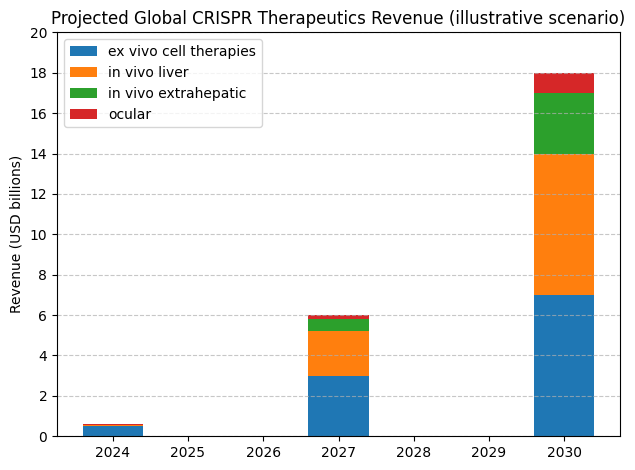 Projected Global CRISPR Therapeutics Revenue (illustrative scenario)
ex vivo cell therapies
in vivo liver
in vivo extrahepatic
ocular
Revenue (USD billions)
20
18
16
14
12
10
8
6
4
2
0
2024 2025 2026 2027 2028 2029 2030